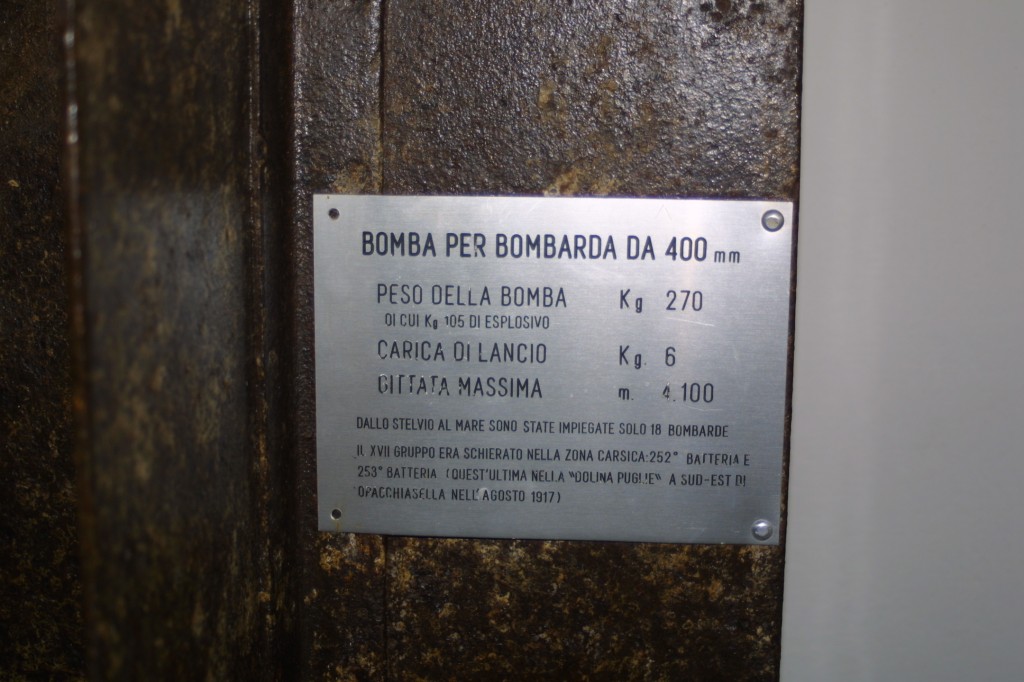 BOMBA PER BOMBARDA DA 400 mm
PESO DELLA BOMBA Kg 270
DI CUI Kg 105 DI ESPLOSIVO
CARICA DI LANCIO Kg. 6
GITTATA MASSIMA m. 4.100
DALLO STELVIO AL MARE SONO STATE IMPIEGATE SOLO 18 BOMBARDE
IL XVII GRUPPO ERA SCHIERATO NELLA ZONA CARSICA:252° BATTERIA E
253° BATTERIA (QUEST'ULTIMA NELLA "DOLINA PUGLIE" A SUD-EST DI
OPACCHIASELLA NELL'AGOSTO 1917)